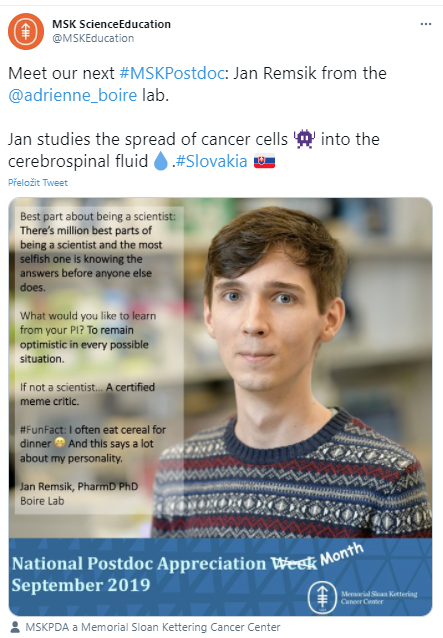 MSK ScienceEducation
@MSKEducation
Meet our next #MSKPostdoc: Jan Remsik from the
@adrienne_boire lab.
Jan studies the spread of cancer cells 👾 into the
cerebrospinal fluid 💧.#Slovakia 🇸🇰
Přeložit Tweet
Best part about being a scientist:
There's million best parts of
being a scientist and the most
selfish one is knowing the
answers before anyone else
does.
What would you like to learn
from your PI? To remain
optimistic in every possible
situation.
If not a scientist... A certified
meme critic.
#FunFact: I often eat cereal for
dinner 🤭 And this says a lot
about my personality.
Jan Remsik, PharmD PhD
Boire Lab
National Postdoc Appreciation Week Month
September 2019
Memorial Sloan Kettering
Cancer Center
MSKPDA a Memorial Sloan Kettering Cancer Center